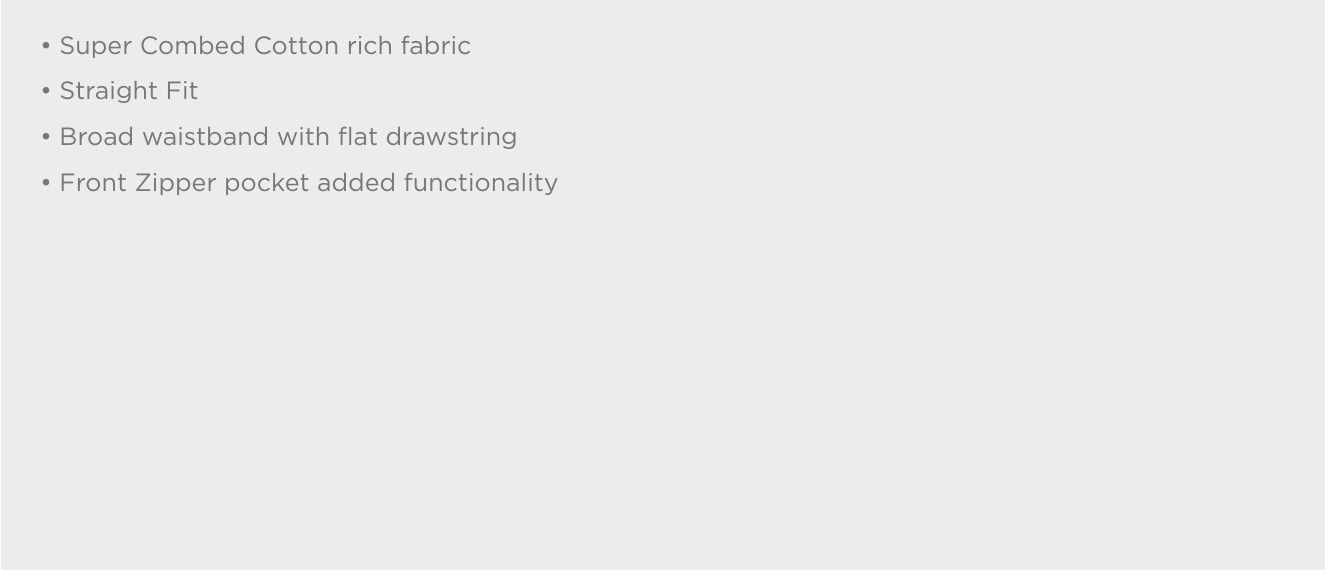 • Super Combed Cotton rich fabric
• Straight Fit
• Broad waistband with flat drawstring
• Front Zipper pocket added functionality